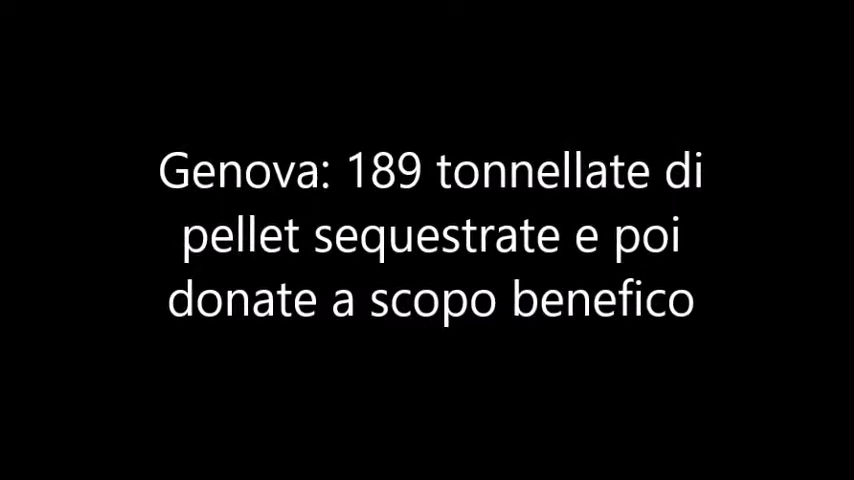 Genova: 189 tonnellate di
pellet sequestrate e poi
donate a scopo benefico